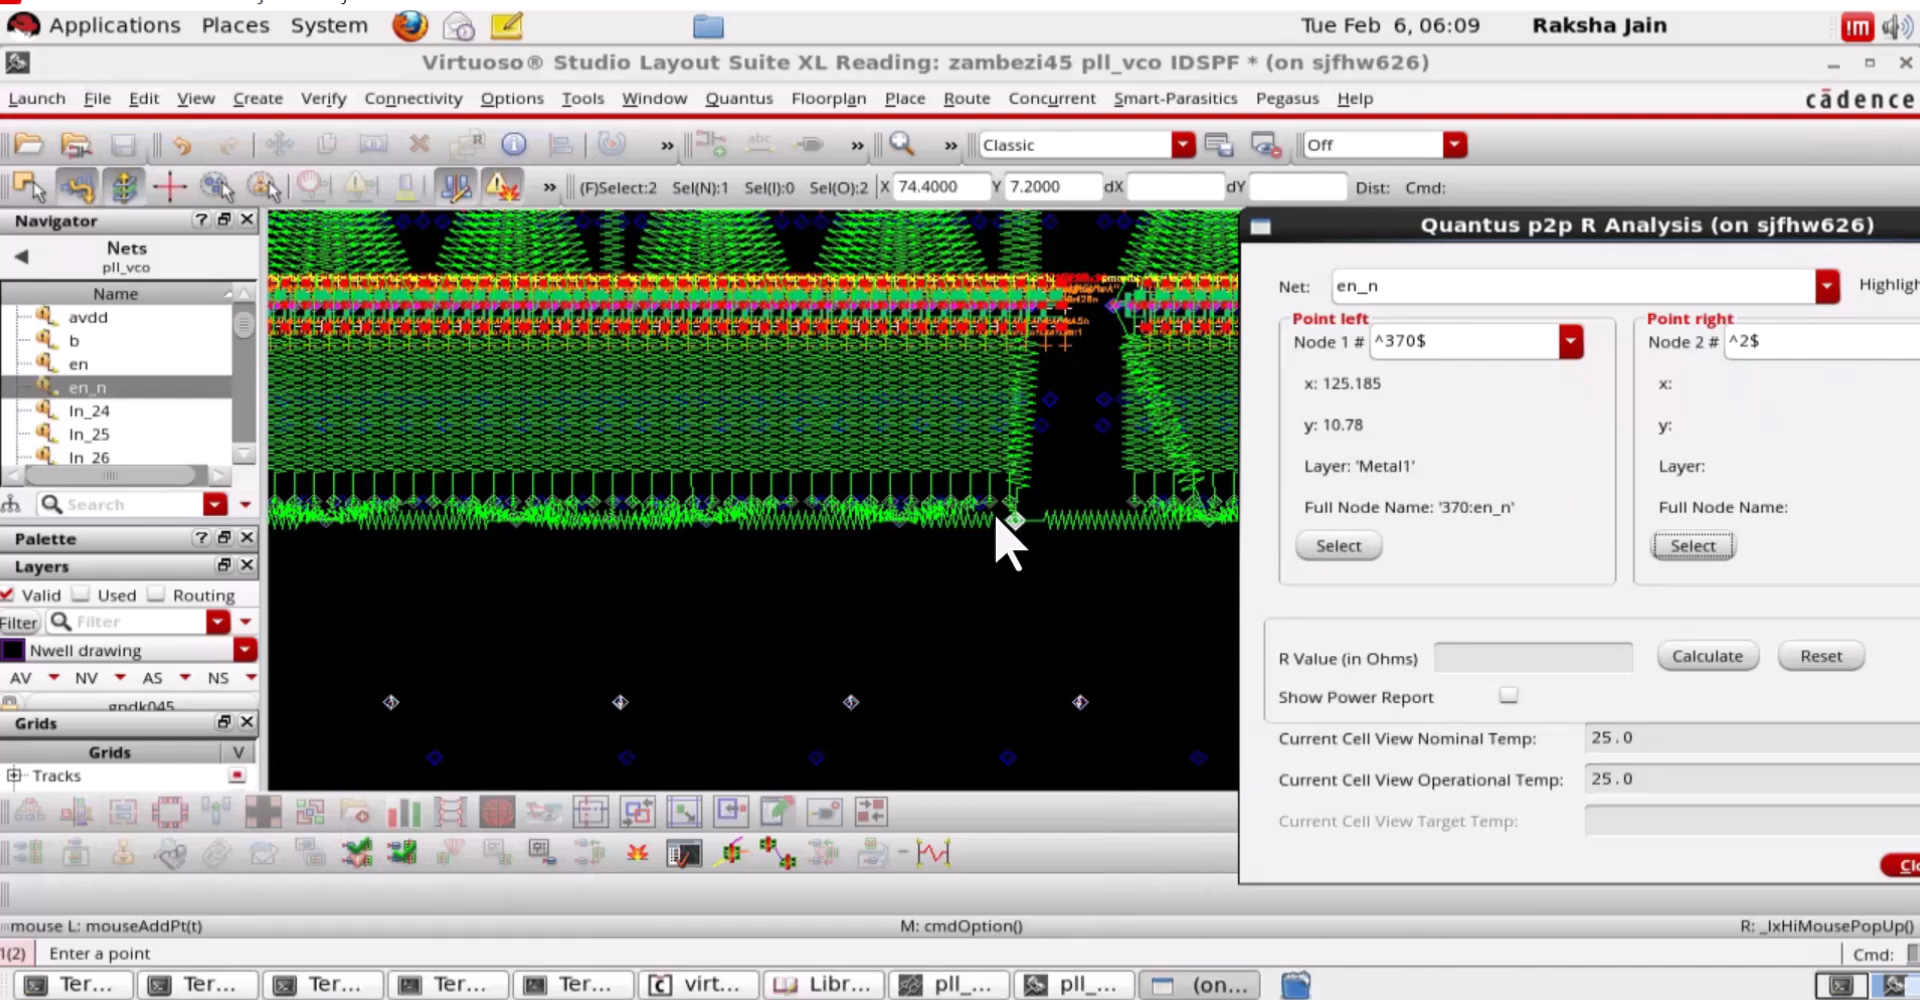 Applications Places System Tue Feb 6, 06:09 Raksha Jain !m
Virtuoso® Studio Layout Suite XL Reading: zambezi45 pll_vco IDSPF * (on sjfhw626)
Launch File Edit View Create Verify Connectivity Options Tools Window Quantus Floorplan Place Route Concurrent Smart-Parasitics Pegasus Help cādence
» abc » » Classic Off
» (F)Select:2 Sel(N):1 Sel(I):0 Sel(O):2 X 74.4000 Y 7.2000 dX dY Dist: Cmd:
Navigator ?
Nets
pll_vco
Name
avdd
b
en
en_n
In_24
In_25
In_26
Search
Palette ?
Layers
Valid Used Routing
Filter Filter
Nwell drawing
AV NV AS NS
gpdk045
Grids
Grids V
Tracks
Quantus p2p R Analysis (on sjfhw626)
Net: en_n Highligh
Point left Point right
Node 1 # ^370$ Node 2 # ^2$
x: 125.185 x:
y: 10.78 y:
Layer: 'Metal1' Layer:
Full Node Name: '370:en_n' Full Node Name:
Select Select
R Value (in Ohms) Calculate Reset
Show Power Report
Current Cell View Nominal Temp: 25.0
Current Cell View Operational Temp: 25.0
Current Cell View Target Temp:
Clo
mouse L: mouseAddPt(t) M: cmdOption() R: _lxHiMousePopUp()
1(2) Enter a point Cmd:
Ter... Ter... Ter... Ter... Ter... virt... Libr... pll_... pll_... (on...